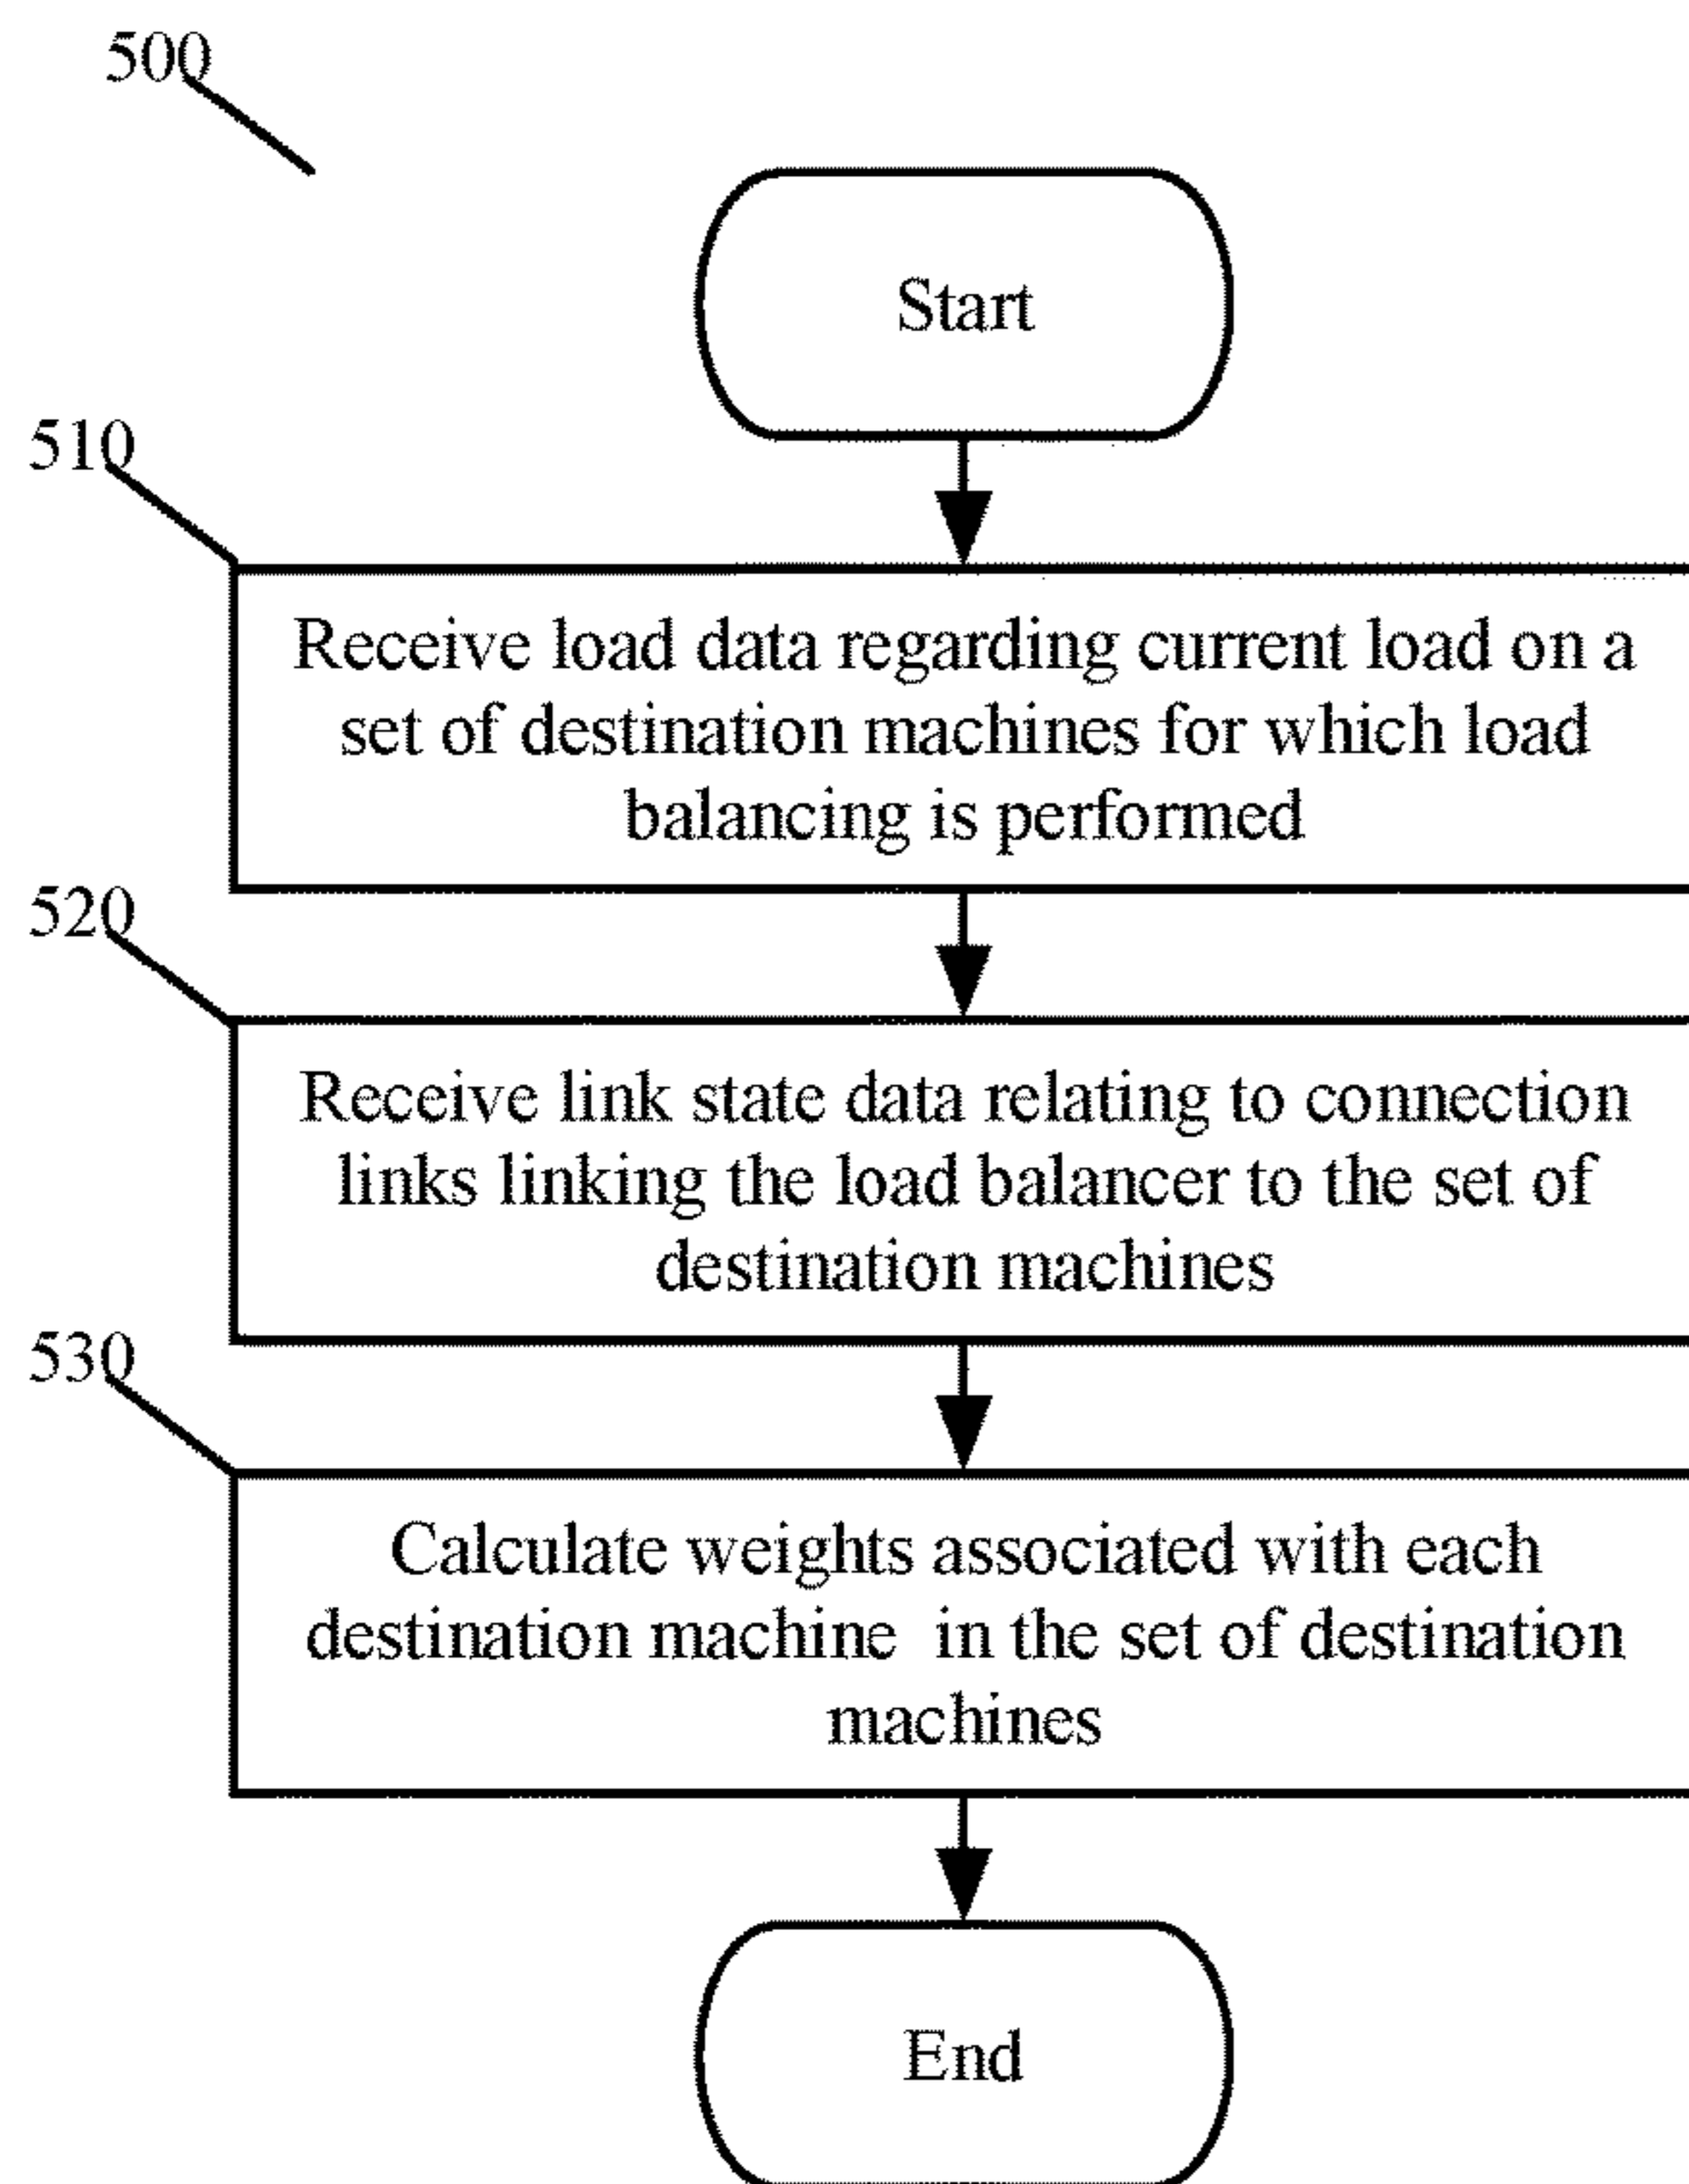 500
Start
510
Receive load data regarding current load on a
set of destination machines for which load
balancing is performed
520
Receive link state data relating to connection
links linking the load balancer to the set of
destination machines
530
Calculate weights associated with each
destination machine in the set of destination
machines
End